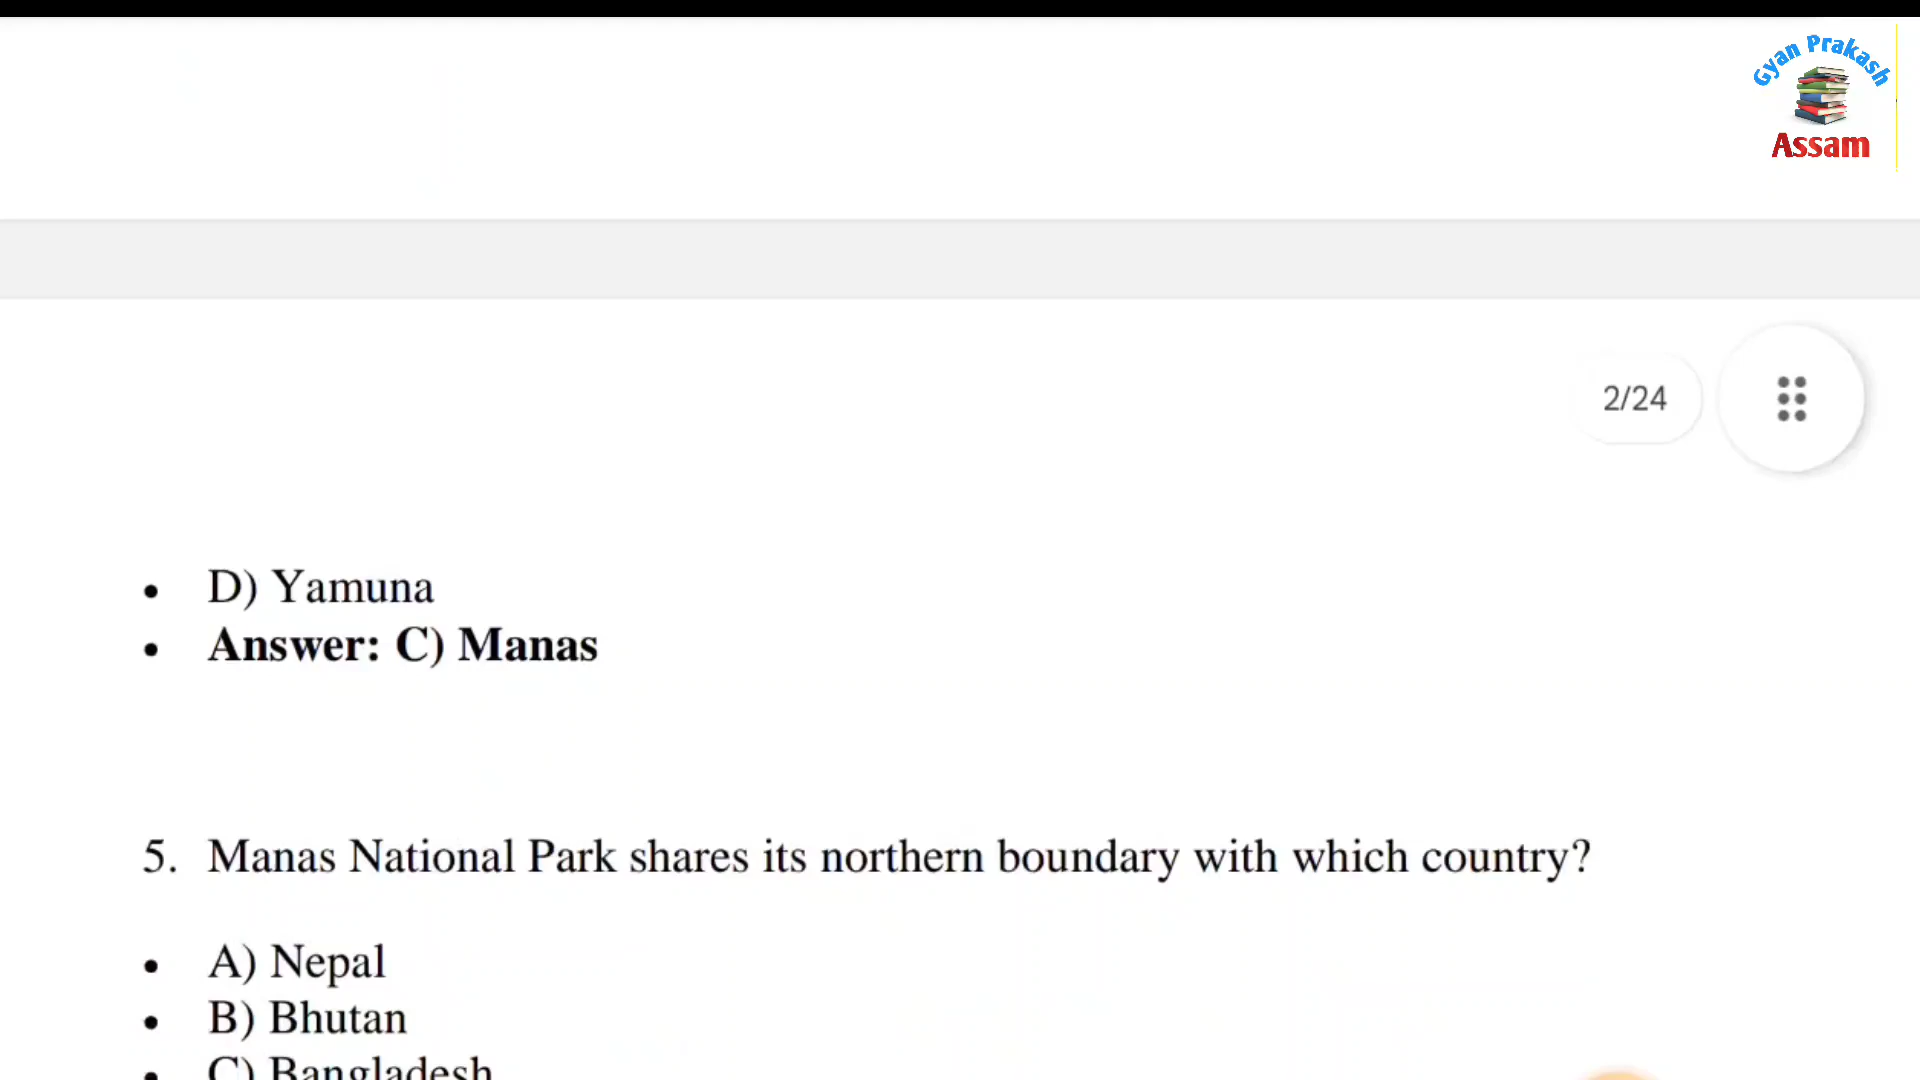 Gyan Prakash
Assam
2/24
• D) Yamuna
• Answer: C) Manas
5. Manas National Park shares its northern boundary with which country?
• A) Nepal
• B) Bhutan
• C) Bangladesh